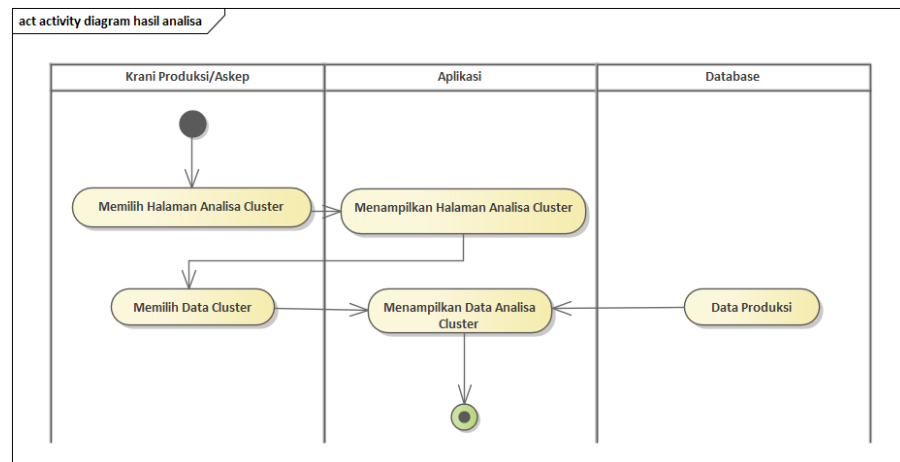 act activity diagram hasil analisa
Krani Produksi/Askep
Aplikasi
Database
Memilih Halaman Analisa Cluster
Menampilkan Halaman Analisa Cluster
Memilih Data Cluster
Menampilkan Data Analisa
Cluster
Data Produksi